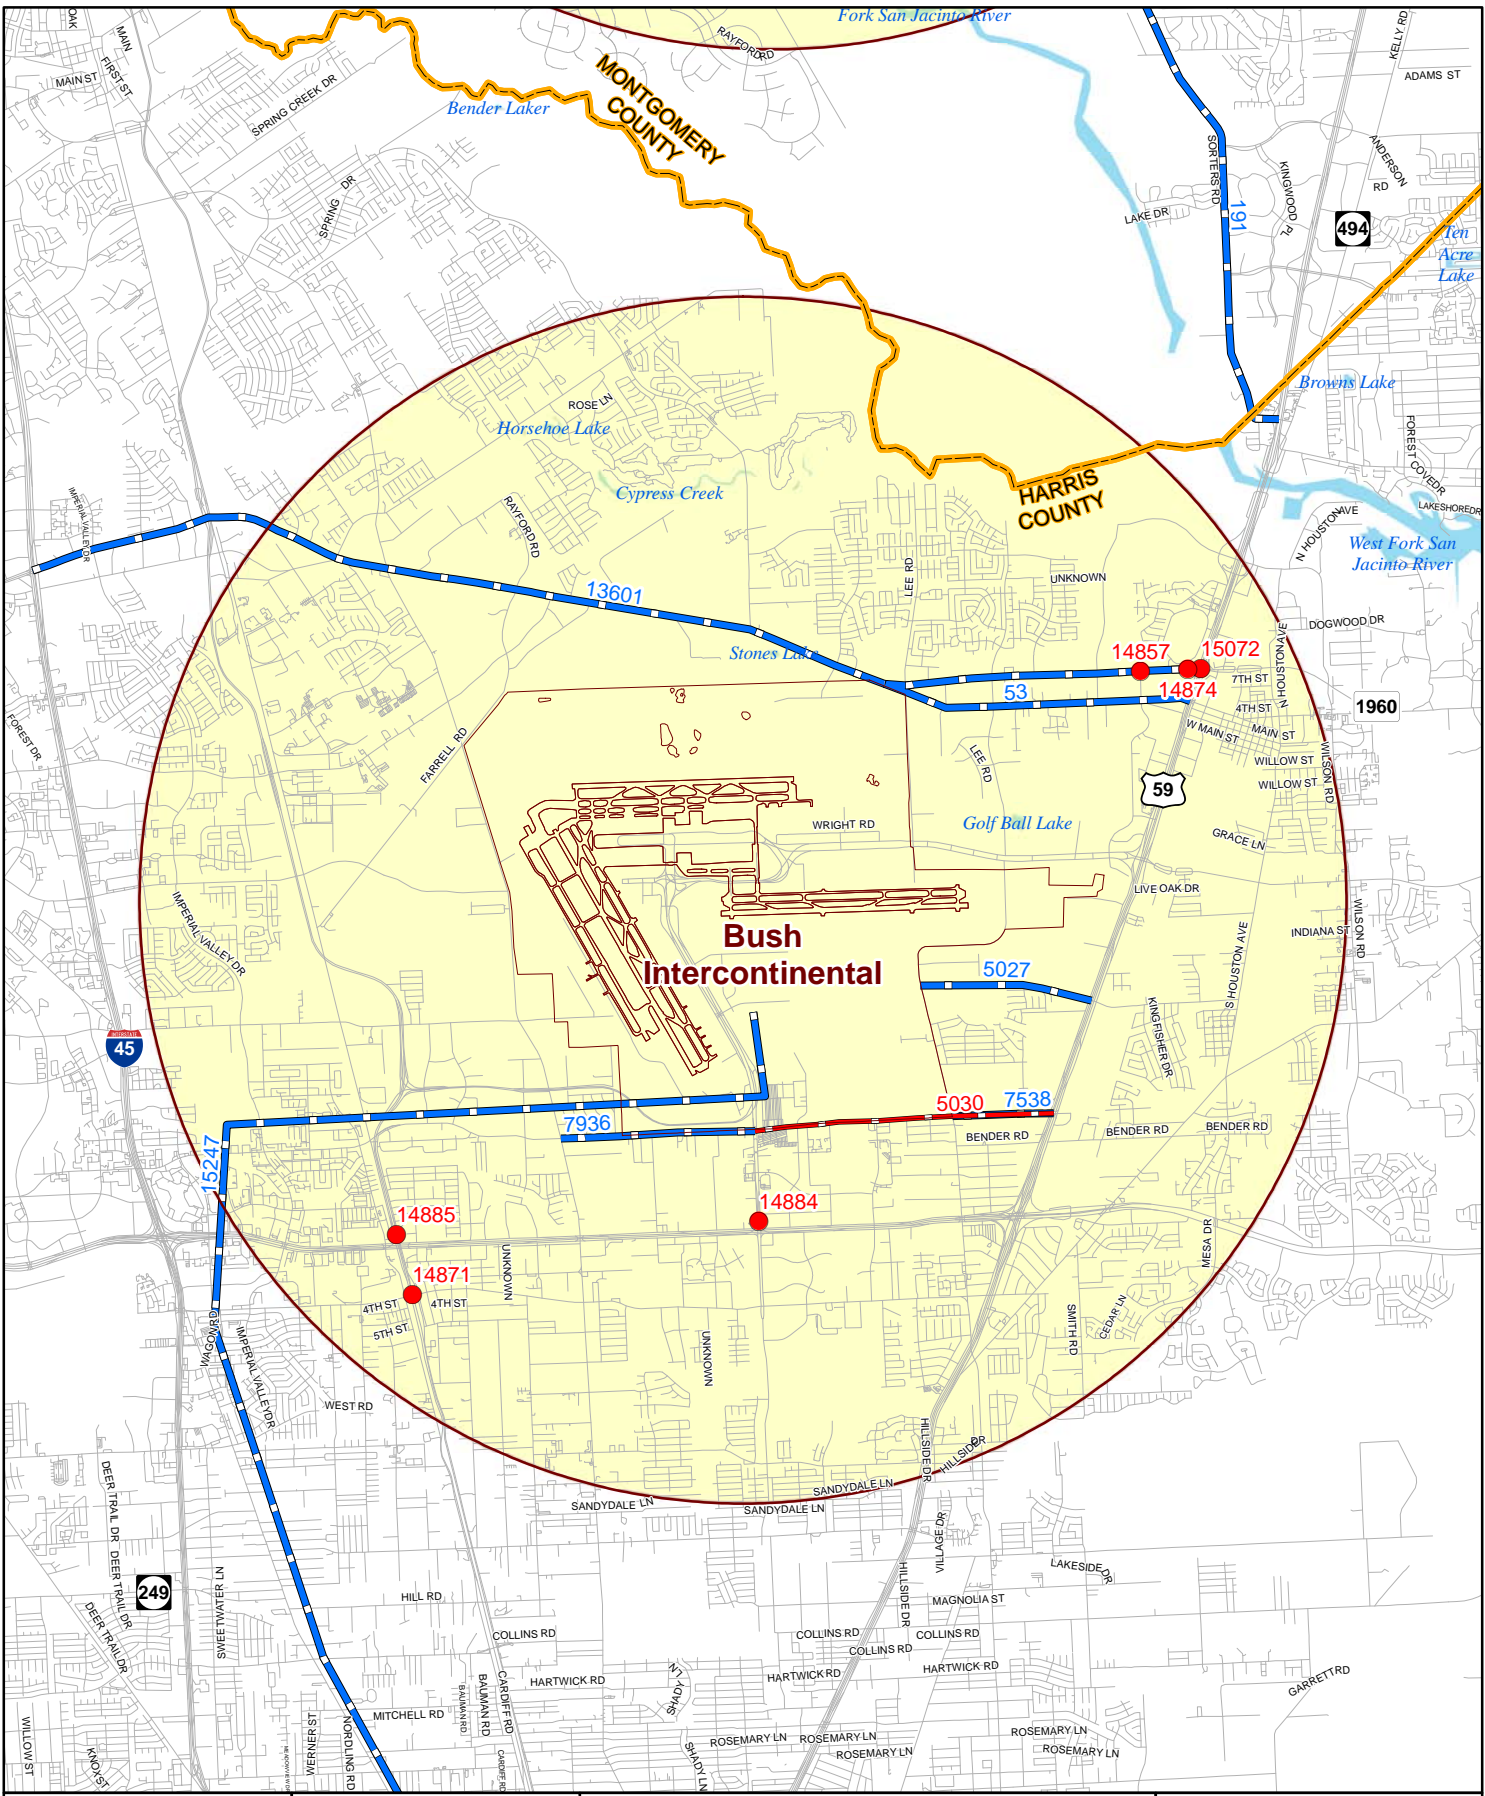 Fork San Jacinto River
OAK
MAIN
FIRST ST
MAIN ST
SPRING CREEK DR
RAYFORD RD
KELLY RD
ADAMS ST
Bender Laker
MONTGOMERY
COUNTY
SORTERS RD
ANDERSON
RD
KINGWOOD PL
SPRING DR
LAKE DR
191
494
Ten
Acre
Lake
Browns Lake
ROSE LN
Horsehoe Lake
FOREST COVE DR
Cypress Creek
HARRIS
COUNTY
IMPERIAL VALLEY DR
RAYFORD RD
N HOUSTON AVE
LAKESHORE DR
West Fork San
Jacinto River
LEE RD
UNKNOWN
13601
DOGWOOD DR
N HOUSTON AVE
Stones Lake
14857
15072
7TH ST
53
14874
4TH ST
1960
FOREST DR
FARRELL RD
W MAIN ST
MAIN ST
LEE RD
WILLOW ST
WILSON RD
59
WILLOW ST
WRIGHT RD
Golf Ball Lake
GRACE LN
LIVE OAK DR
IMPERIAL VALLEY DR
Bush
Intercontinental
INDIANA ST
WILSON RD
S HOUSTON AVE
5027
KINGFISHER DR
INTERSTATE
45
5030
7538
7936
BENDER RD
BENDER RD
BENDER RD
15247
14885
14884
MESA DR
UNKNOWN
14871
4TH ST
4TH ST
5TH ST
WAGON RD
IMPERIAL VALLEY DR
UNKNOWN
SMITH RD
CEDAR LN
WEST RD
HILLSIDE DR
HILLSIDE DR
DEER TRAIL DR
SANDYDALE LN
SANDYDALE LN
SANDYDALE LN
VILLAGE DR
DEER TRAIL DR
249
SWEETWATER LN
HILLSIDE DR
LAKESIDE DR
HILL RD
MAGNOLIA ST
DEER TRAIL DR
COLLINS RD
COLLINS RD
COLLINS RD
COLLINS RD
HARTWICK RD
HARTWICK RD
HARTWICK RD
SHADY LN
GARRETT RD
BAUMAN RD
BAUMAN RD
CARDIFF RD
MITCHELL RD
WILLOW ST
KNOX ST
WERNER ST
NORDLING RD
CARDIFF RD
SHADY LN
ROSEMARY LN
ROSEMARY LN
ROSEMARY LN
ROSEMARY LN
ROSEMARY LN